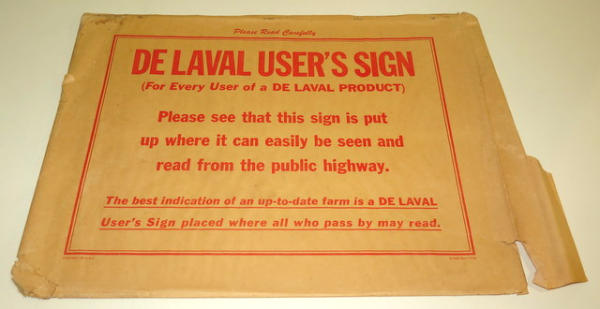 Please Read Carefully
DE LAVAL USER'S SIGN
(For Every User of a DE LAVAL PRODUCT)
Please see that this sign is put
up where it can easily be seen and
read from the public highway.
The best indication of an up-to-date farm is a DE LAVAL
User's Sign placed where all who pass by may read.